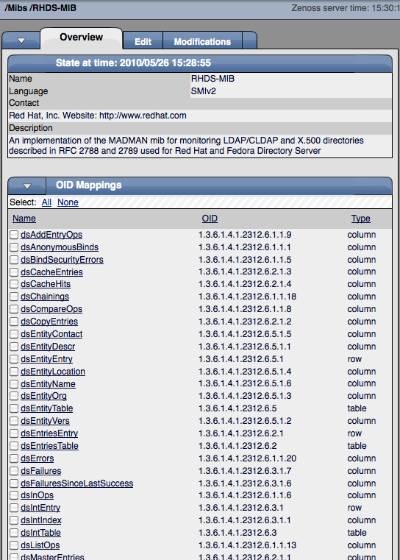 /Mibs /RHDS-MIB Zenoss server time: 15:30:1
Overview Edit Modifications
State at time: 2010/05/26 15:28:55
Name RHDS-MIB
Language SMIv2
Contact
Red Hat, Inc. Website: http://www.redhat.com
Description
An implementation of the MADMAN mib for monitoring LDAP/CLDAP and X.500 directories
described in RFC 2788 and 2789 used for Red Hat and Fedora Directory Server
OID Mappings
Select: All None
Name OID Type
dsAddEntryOps 1.3.6.1.4.1.2312.6.1.1.9 column
dsAnonymousBinds 1.3.6.1.4.1.2312.6.1.1.1 column
dsBindSecurityErrors 1.3.6.1.4.1.2312.6.1.1.5 column
dsCacheEntries 1.3.6.1.4.1.2312.6.2.1.3 column
dsCacheHits 1.3.6.1.4.1.2312.6.2.1.4 column
dsChainings 1.3.6.1.4.1.2312.6.1.1.18 column
dsCompareOps 1.3.6.1.4.1.2312.6.1.1.8 column
dsCopyEntries 1.3.6.1.4.1.2312.6.2.1.2 column
dsEntityContact 1.3.6.1.4.1.2312.6.5.1.5 column
dsEntityDescr 1.3.6.1.4.1.2312.6.5.1.1 column
dsEntityEntry 1.3.6.1.4.1.2312.6.5.1 row
dsEntityLocation 1.3.6.1.4.1.2312.6.5.1.4 column
dsEntityName 1.3.6.1.4.1.2312.6.5.1.6 column
dsEntityOrg 1.3.6.1.4.1.2312.6.5.1.3 column
dsEntityTable 1.3.6.1.4.1.2312.6.5 table
dsEntityVers 1.3.6.1.4.1.2312.6.5.1.2 column
dsEntriesEntry 1.3.6.1.4.1.2312.6.2.1 row
dsEntriesTable 1.3.6.1.4.1.2312.6.2 table
dsErrors 1.3.6.1.4.1.2312.6.1.1.20 column
dsFailures 1.3.6.1.4.1.2312.6.3.1.7 column
dsFailuresSinceLastSuccess 1.3.6.1.4.1.2312.6.3.1.6 column
dsInOps 1.3.6.1.4.1.2312.6.1.1.6 column
dsIntEntry 1.3.6.1.4.1.2312.6.3.1 row
dsIntIndex 1.3.6.1.4.1.2312.6.3.1.1 column
dsIntTable 1.3.6.1.4.1.2312.6.3 table
dsListOps 1.3.6.1.4.1.2312.6.1.1.13 column
dsMasterEntries 1.3.6.1.4.1.2312.6.2.1.1 column